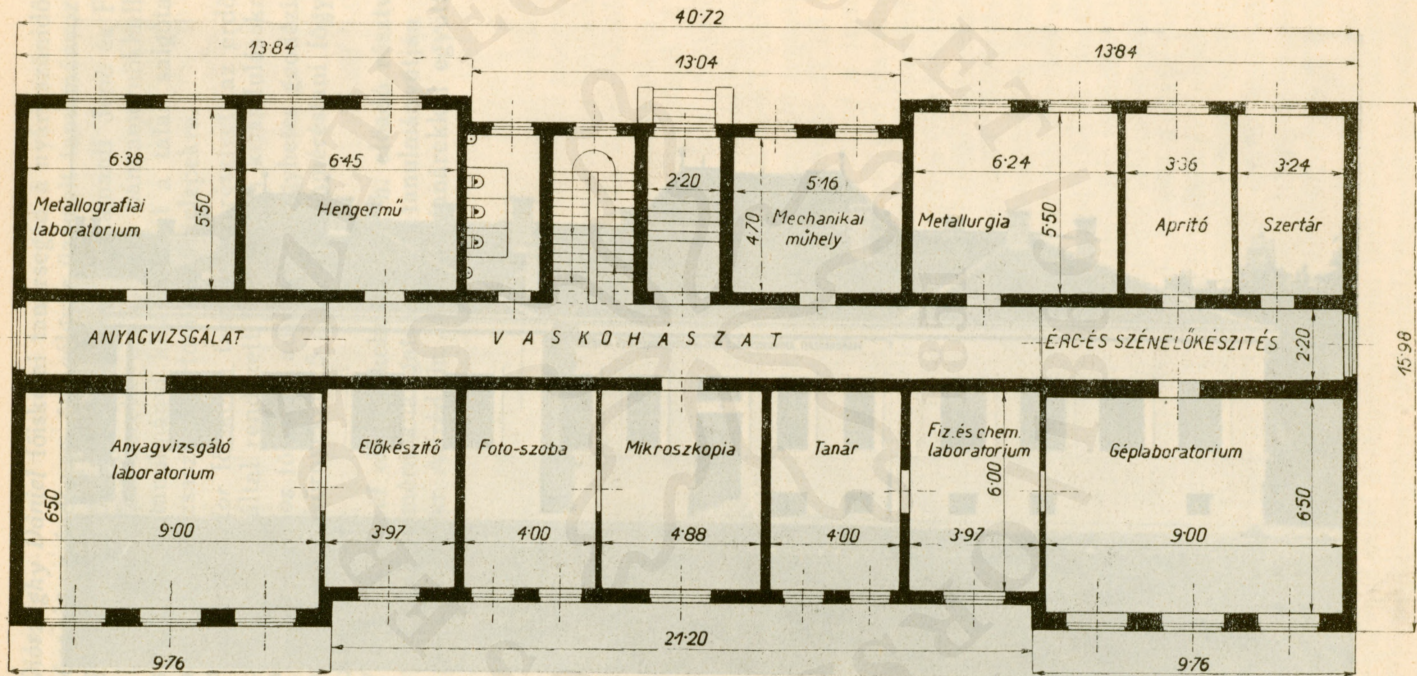 40·72
13·84
13·04
13·84
6·38
6·45
2·20
5·16
6·24
3·36
3·24
Metallografiai
laboratorium
5·50
Hengermű
4·70
Mechanikai
műhely
Metallurgia
5·50
Aprító
Szertár
ANYAGVIZSGÁLAT
VASKOHÁSZAT
ÉRC-ÉS SZÉNELŐKÉSZITÉS
2·20
15·98
Anyagvizsgáló
laboratorium
Előkészítő
Foto-szoba
Mikroszkopia
Tanár
Fiz. és chem.
laboratorium
Géplaboratorium
6·50
6·00
6·50
9·00
3·97
4·00
4·88
4·00
3·97
9·00
21·20
9·76
9·76